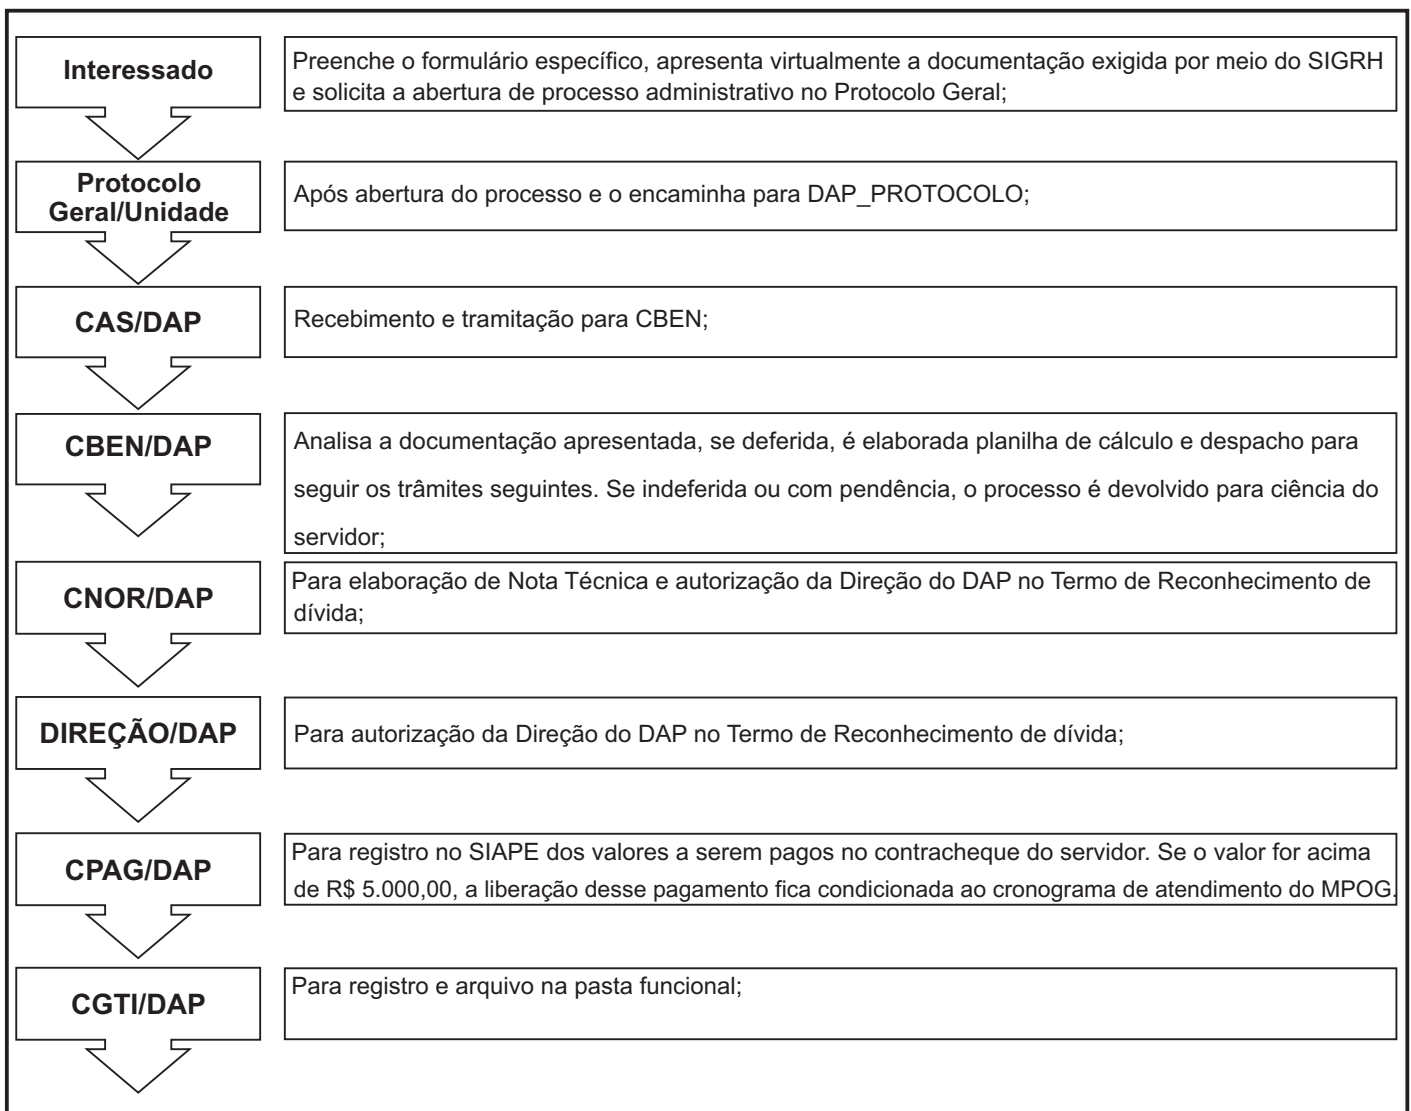 Interessado
Preenche o formulário específico, apresenta virtualmente a documentação exigida por meio do SIGRH
e solicita a abertura de processo administrativo no Protocolo Geral;
Protocolo
Geral/Unidade
Após abertura do processo e o encaminha para DAP_PROTOCOLO;
CAS/DAP
Recebimento e tramitação para CBEN;
CBEN/DAP
Analisa a documentação apresentada, se deferida, é elaborada planilha de cálculo e despacho para
seguir os trâmites seguintes. Se indeferida ou com pendência, o processo é devolvido para ciência do
servidor;
CNOR/DAP
Para elaboração de Nota Técnica e autorização da Direção do DAP no Termo de Reconhecimento de
dívida;
DIREÇÃO/DAP
Para autorização da Direção do DAP no Termo de Reconhecimento de dívida;
CPAG/DAP
Para registro no SIAPE dos valores a serem pagos no contracheque do servidor. Se o valor for acima
de R$ 5.000,00, a liberação desse pagamento fica condicionada ao cronograma de atendimento do MPOG.
CGTI/DAP
Para registro e arquivo na pasta funcional;